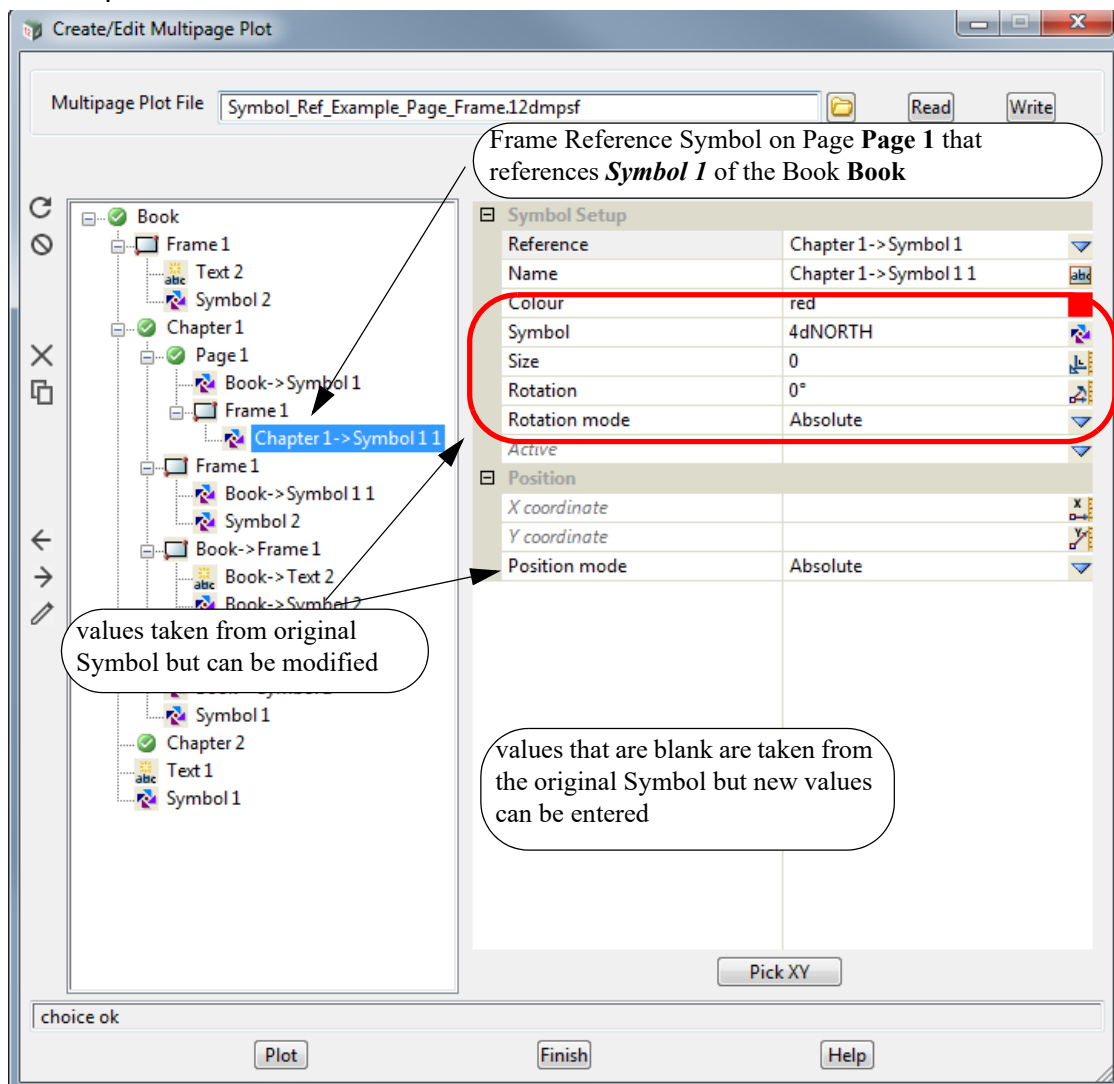 Create/Edit Multipage Plot
Multipage Plot File
Symbol_Ref_Example_Page_Frame.12dmpsf
Read
Write
Frame Reference Symbol on Page Page 1 that
references Symbol 1 of the Book Book
Book
Frame 1
Text 2
Symbol 2
Chapter 1
Page 1
Book->Symbol 1
Frame 1
Chapter 1->Symbol 1 1
Frame 1
Book->Symbol 1 1
Symbol 2
Book->Frame 1
Book->Text 2
Book->Symbol 2
values taken from original
Symbol but can be modified
Symbol 1
Chapter 2
Text 1
Symbol 1
Symbol Setup
Reference Chapter 1->Symbol 1
Name Chapter 1->Symbol 1 1
Colour red
Symbol 4dNORTH
Size 0
Rotation 0°
Rotation mode Absolute
Active
Position
X coordinate
Y coordinate
Position mode Absolute
values that are blank are taken from
the original Symbol but new values
can be entered
Pick XY
choice ok
Plot
Finish
Help